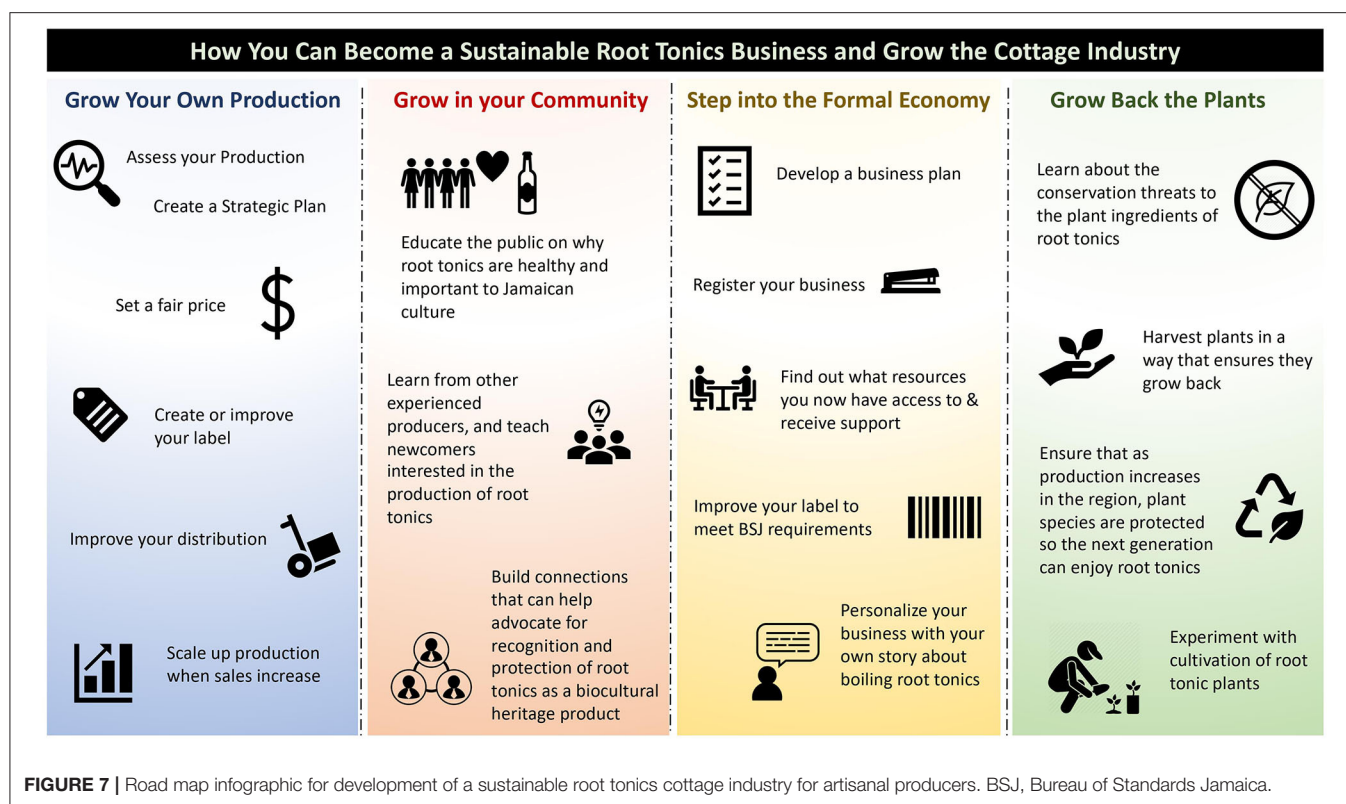 How You Can Become a Sustainable Root Tonics Business and Grow the Cottage Industry
Grow Your Own Production
Assess your Production
Create a Strategic Plan
Set a fair price
$
Create or improve
your label
Improve your distribution
Scale up production
when sales increase
Grow in your Community
Educate the public on why
root tonics are healthy and
important to Jamaican
culture
Learn from other
experienced
producers, and teach
newcomers
interested in the
production of root
tonics
Build connections
that can help
advocate for
recognition and
protection of root
tonics as a biocultural
heritage product
Step into the Formal Economy
Develop a business plan
Register your business
Find out what resources
you now have access to &
receive support
Improve your label to
meet BSJ requirements
Personalize your
business with your
own story about
boiling root tonics
Grow Back the Plants
Learn about the
conservation threats to
the plant ingredients of
root tonics
Harvest plants in a
way that ensures they
grow back
Ensure that as
production increases
in the region, plant
species are protected
so the next generation
can enjoy root tonics
Experiment with
cultivation of root
tonic plants
FIGURE 7 | Road map infographic for development of a sustainable root tonics cottage industry for artisanal producers. BSJ, Bureau of Standards Jamaica.